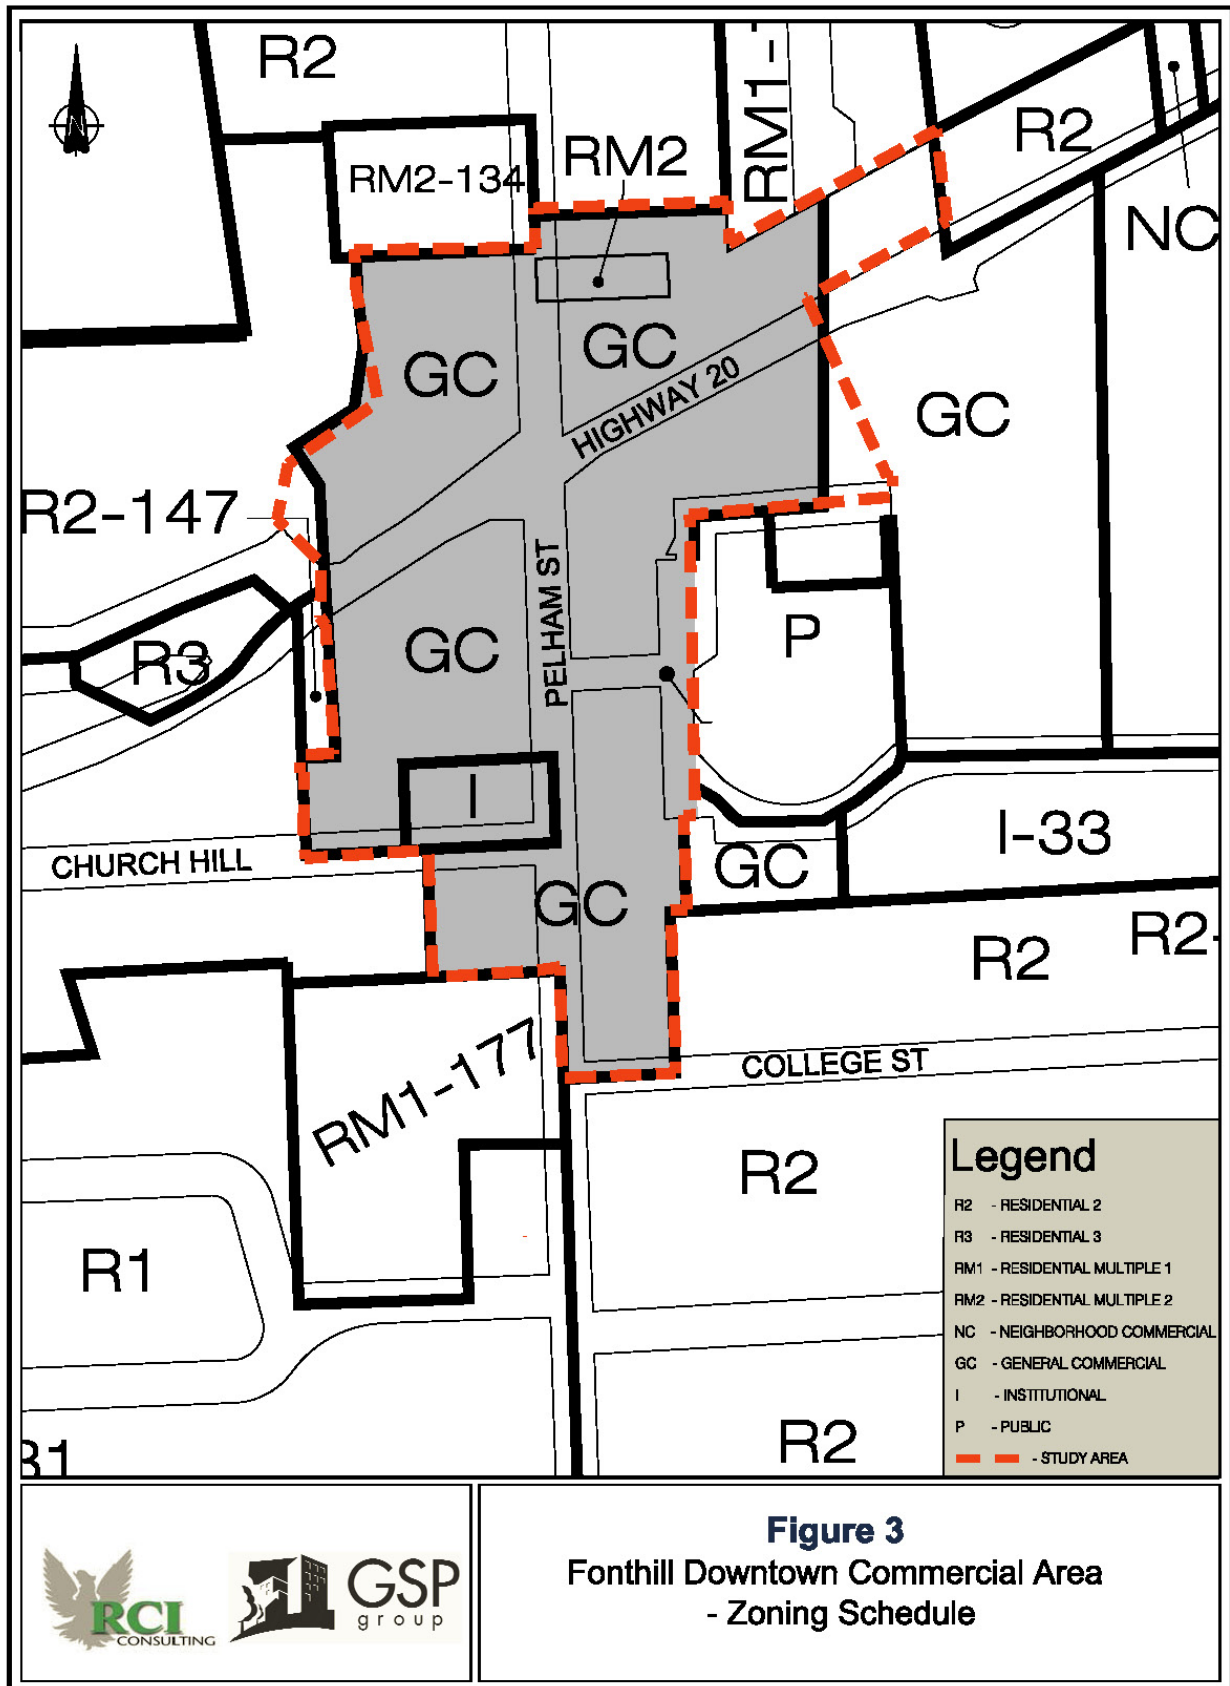 R2
RM1-
R2
RM2
RM2-134
NC
GC
GC
HIGHWAY 20
GC
R2-147
PELHAM ST
P
R3
GC
I
I-33
CHURCH HILL
GC
GC
R2-
R2
RM1-177
COLLEGE ST
R2
R1
R2
R1
Legend
R2 - RESIDENTIAL 2
R3 - RESIDENTIAL 3
RM1 - RESIDENTIAL MULTIPLE 1
RM2 - RESIDENTIAL MULTIPLE 2
NC - NEIGHBORHOOD COMMERCIAL
GC - GENERAL COMMERCIAL
I - INSTITUTIONAL
P - PUBLIC
- STUDY AREA
RCI
CONSULTING
GSP
group
Figure 3
Fonthill Downtown Commercial Area
- Zoning Schedule